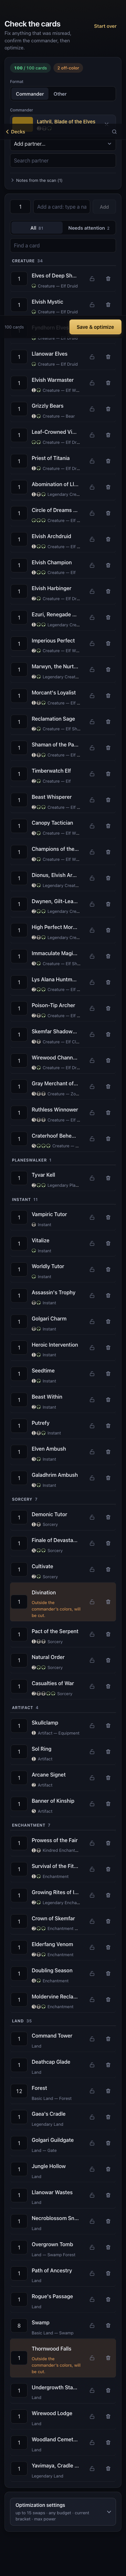 Check the cards
Start over
Fix anything that was misread,
confirm the commander, then
optimize.
100 / 100 cards
2 off-color
Format
Commander
Other
Commander
Lathril, Blade of the Elves
Decks
Add partner...
Search partner
Notes from the scan (1)
1
Add a card: type a na
Add
All 91
Needs attention 2
Find a card
CREATURE
1
Elves of Deep Sh...
Creature — Elf Druid
1
Elvish Mystic
Creature — Elf Druid
100 cards
Save & optimize
Creature — Elf Druid
1
Llanowar Elves
Creature — Elf Druid
1
Elvish Warmaster
Creature — Elf W...
1
Grizzly Bears
Creature — Bear
1
Leaf-Crowned Vi...
Creature — Elf Dr...
1
Priest of Titania
Creature — Elf Dr...
1
Abomination of Ll...
Legendary Crea...
1
Circle of Dreams ...
Creature — Elf ...
1
Elvish Archdruid
Creature — Elf ...
1
Elvish Champion
Creature — Elf
1
Elvish Harbinger
Creature — Elf Dr...
1
Ezuri, Renegade ...
Legendary Crea...
1
Imperious Perfect
Creature — Elf W...
1
Marwyn, the Nurt...
Legendary Creat...
1
Morcant's Loyalist
Creature — Elf ...
1
Reclamation Sage
Creature — Elf Sh...
1
Shaman of the Pa...
Creature — Elf ...
1
Timberwatch Elf
Creature — Elf
1
Beast Whisperer
Creature — Elf ...
1
Canopy Tactician
Creature — Elf W...
1
Champions of the...
Creature — Elf W...
1
Dionus, Elvish Ar...
Legendary Creat...
1
Dwynen, Gilt-Lea...
Legendary Crea...
1
High Perfect Mor...
Legendary Crea...
1
Immaculate Magi...
Creature — Elf Sh...
1
Lys Alana Huntm...
Creature — Elf ...
1
Poison-Tip Archer
Creature — Elf ...
1
Skemfar Shadow...
Creature — Elf Cl...
1
Wirewood Chann...
Creature — Elf Dr...
1
Gray Merchant of...
Creature — Zo...
1
Ruthless Winnower
Creature — Elf ...
1
Craterhoof Behe...
Creature — ...
PLANESWALKER 1
1
Tyvar Kell
Legendary Pla...
INSTANT 11
1
Vampiric Tutor
Instant
1
Vitalize
Instant
1
Worldly Tutor
Instant
1
Assassin's Trophy
Instant
1
Golgari Charm
Instant
1
Heroic Intervention
Instant
1
Seedtime
Instant
1
Beast Within
Instant
1
Putrefy
Instant
1
Elven Ambush
Instant
1
Galadhrim Ambush
Instant
SORCERY 7
1
Demonic Tutor
Sorcery
1
Finale of Devasta...
Sorcery
1
Cultivate
Sorcery
1
Divination
Outside the
commander's colors, will
be cut.
1
Pact of the Serpent
Sorcery
1
Natural Order
Sorcery
1
Casualties of War
Sorcery
ARTIFACT 4
1
Skullclamp
Artifact — Equipment
1
Sol Ring
Artifact
1
Arcane Signet
Artifact
1
Banner of Kinship
Artifact
ENCHANTMENT 7
1
Prowess of the Fair
Kindred Enchant...
1
Survival of the Fit...
Enchantment
1
Growing Rites of I...
Legendary Encha...
1
Crown of Skemfar
Enchantment ...
1
Elderfang Venom
Enchantment
1
Doubling Season
Enchantment
1
Moldervine Recla...
Enchantment
LAND
1
Command Tower
Land
1
Deathcap Glade
Land
12
Forest
Basic Land — Forest
1
Gaea's Cradle
Legendary Land
1
Golgari Guildgate
Land — Gate
1
Jungle Hollow
Land
1
Llanowar Wastes
Land
1
Necroblossom Sn...
Land
1
Overgrown Tomb
Land — Swamp Forest
1
Path of Ancestry
Land
1
Rogue's Passage
Land
8
Swamp
Basic Land — Swamp
1
Thornwood Falls
Outside the
commander's colors, will
be cut.
1
Undergrowth Sta...
Land
1
Wirewood Lodge
Land
1
Woodland Cemet...
Land
1
Yavimaya, Cradle ...
Legendary Land
Optimization settings
up to 15 swaps · any budget · current
bracket · max power